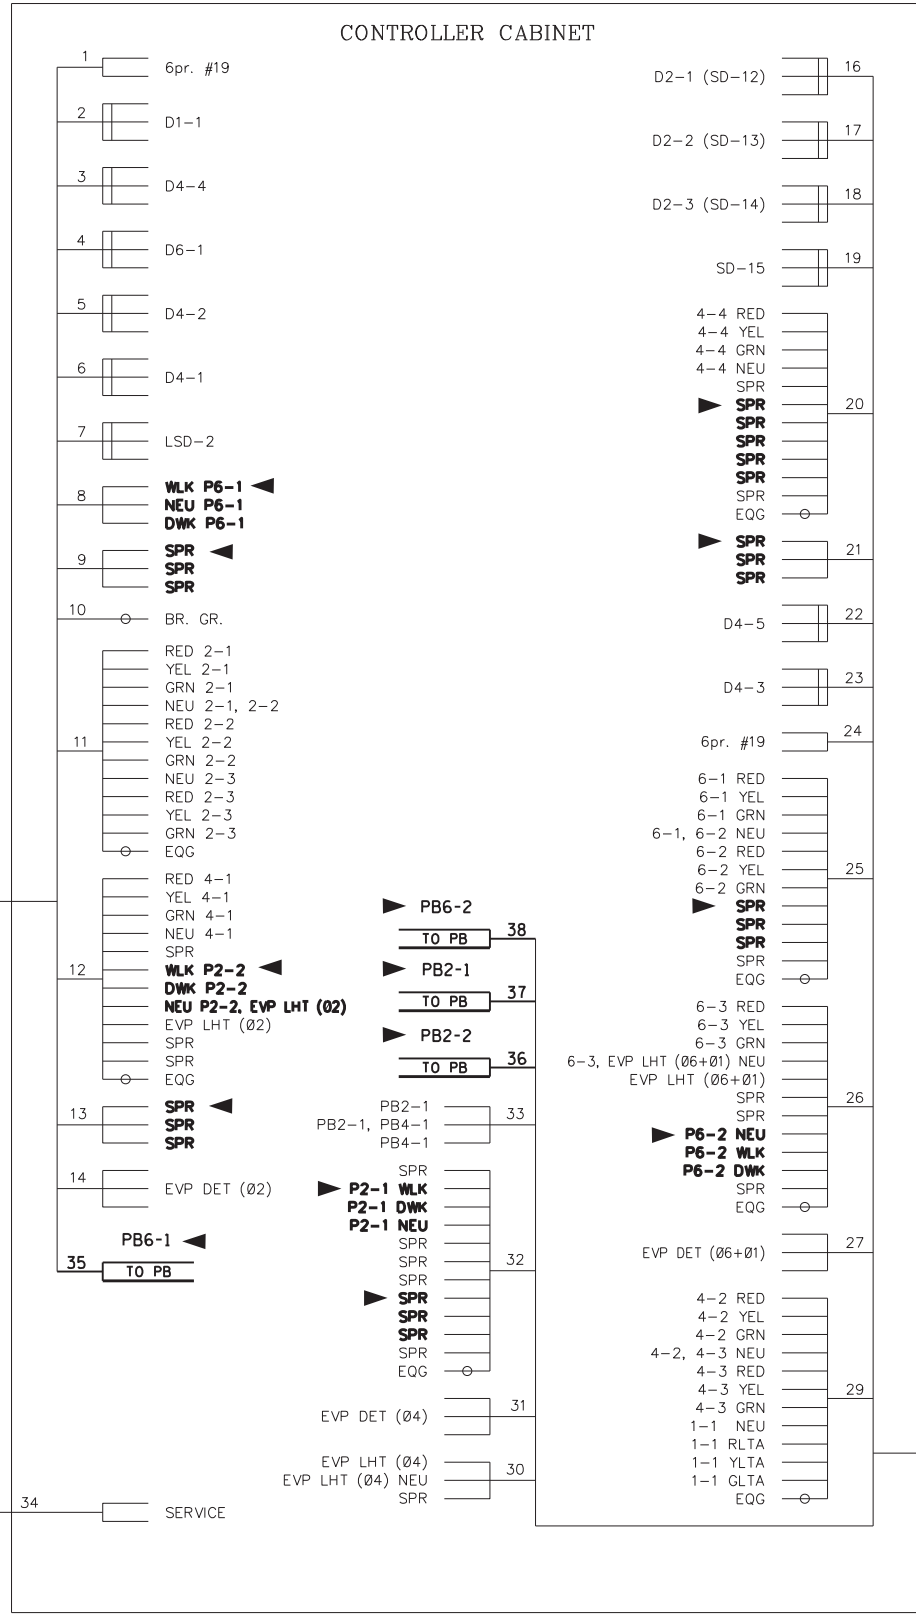 CONTROLLER CABINET
1
6pr. #19
2
D1-1
3
D4-4
4
D6-1
5
D4-2
6
D4-1
7
LSD-2
8
WLK P6-1
NEU P6-1
DWK P6-1
9
SPR
SPR
SPR
10
BR. GR.
11
RED 2-1
YEL 2-1
GRN 2-1
NEU 2-1, 2-2
RED 2-2
YEL 2-2
GRN 2-2
NEU 2-3
RED 2-3
YEL 2-3
GRN 2-3
EQG
12
RED 4-1
YEL 4-1
GRN 4-1
NEU 4-1
SPR
WLK P2-2
DWK P2-2
NEU P2-2, EVP LHT (Ø2)
EVP LHT (Ø2)
SPR
SPR
EQG
13
SPR
SPR
SPR
14
EVP DET (Ø2)
PB6-1
35
TO PB
34
SERVICE
PB6-2
38
TO PB
PB2-1
37
TO PB
PB2-2
36
TO PB
PB2-1
PB2-1, PB4-1
PB4-1
33
SPR
P2-1 WLK
P2-1 DWK
P2-1 NEU
SPR
SPR
SPR
SPR
SPR
SPR
SPR
EQG
32
EVP DET (Ø4)
31
EVP LHT (Ø4)
EVP LHT (Ø4) NEU
SPR
30
D2-1 (SD-12)
16
D2-2 (SD-13)
17
D2-3 (SD-14)
18
SD-15
19
4-4 RED
4-4 YEL
4-4 GRN
4-4 NEU
SPR
SPR
SPR
SPR
SPR
SPR
SPR
EQG
20
SPR
SPR
SPR
21
D4-5
22
D4-3
23
6pr. #19
24
6-1 RED
6-1 YEL
6-1 GRN
6-1, 6-2 NEU
6-2 RED
6-2 YEL
6-2 GRN
SPR
SPR
SPR
SPR
EQG
25
6-3 RED
6-3 YEL
6-3 GRN
6-3, EVP LHT (Ø6+Ø1) NEU
EVP LHT (Ø6+Ø1)
SPR
SPR
P6-2 NEU
P6-2 WLK
P6-2 DWK
SPR
EQG
26
EVP DET (Ø6+Ø1)
27
4-2 RED
4-2 YEL
4-2 GRN
4-2, 4-3 NEU
4-3 RED
4-3 YEL
4-3 GRN
1-1 NEU
1-1 RLTA
1-1 YLTA
1-1 GLTA
EQG
29